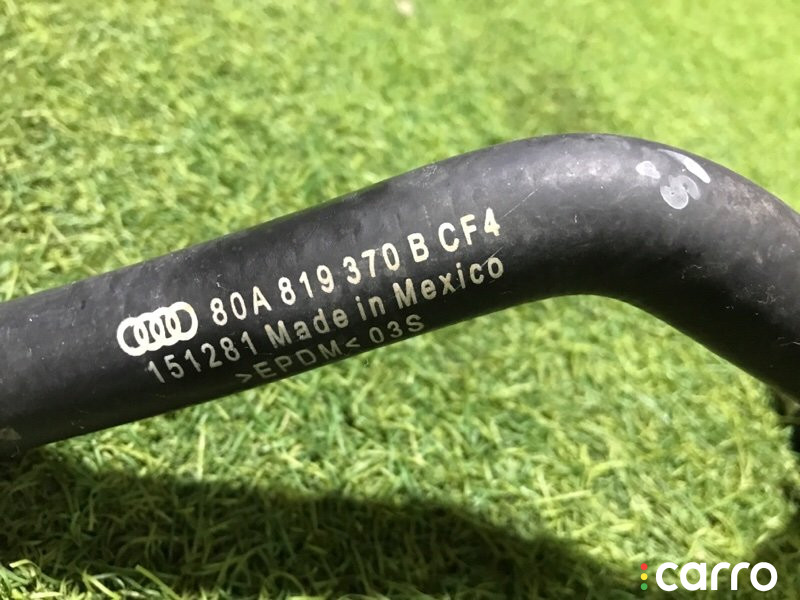 80A 819 370 B CF4
151281 Made in Mexico
>EPDM< 03S
carro